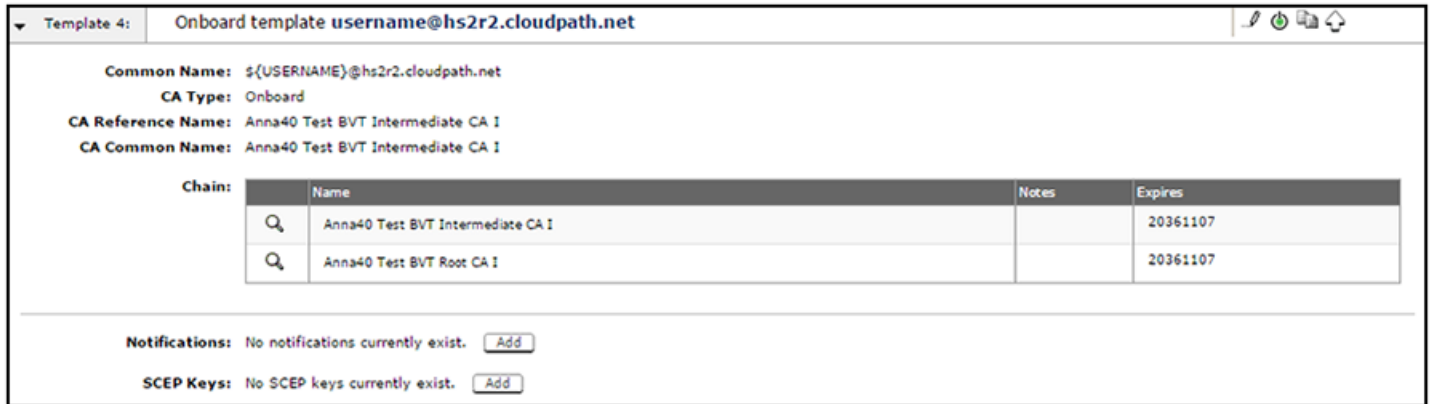 Template 4: Onboard template username@hs2r2.cloudpath.net
Common Name: ${USERNAME}@hs2r2.cloudpath.net
CA Type: Onboard
CA Reference Name: Anna40 Test BVT Intermediate CA I
CA Common Name: Anna40 Test BVT Intermediate CA I
Chain:
Name Notes Expires
Anna40 Test BVT Intermediate CA I 20361107
Anna40 Test BVT Root CA I 20361107
Notifications: No notifications currently exist. Add
SCEP Keys: No SCEP keys currently exist. Add